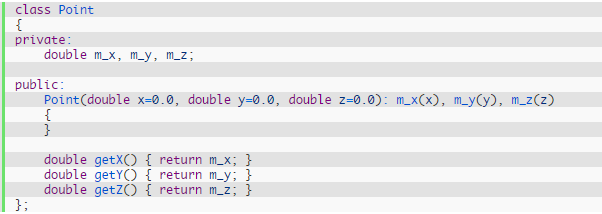 class Point
{
private:
    double m_x, m_y, m_z;

public:
    Point(double x=0.0, double y=0.0, double z=0.0): m_x(x), m_y(y), m_z(z)
    {
    }

    double getX() { return m_x; }
    double getY() { return m_y; }
    double getZ() { return m_z; }
};